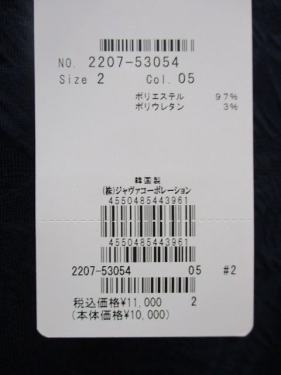 NO. 2207-53054
Size 2 Col. 05
ポリエステル 97%
ポリウレタン 3%
韓国製
(株)ジャヴァコーポレーション
4550485443961
4550485443961
2207-53054 05 #2
税込価格¥11,000 2
(本体価格¥10,000)